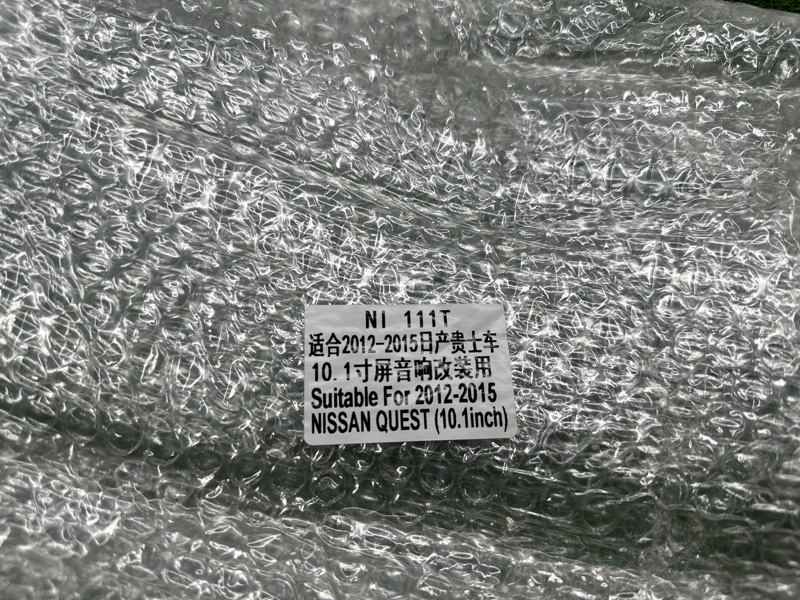 NI 111T
适合2012-2015日产贵士车
10.1寸屏音响改装用
Suitable For 2012-2015
NISSAN QUEST (10.1inch)